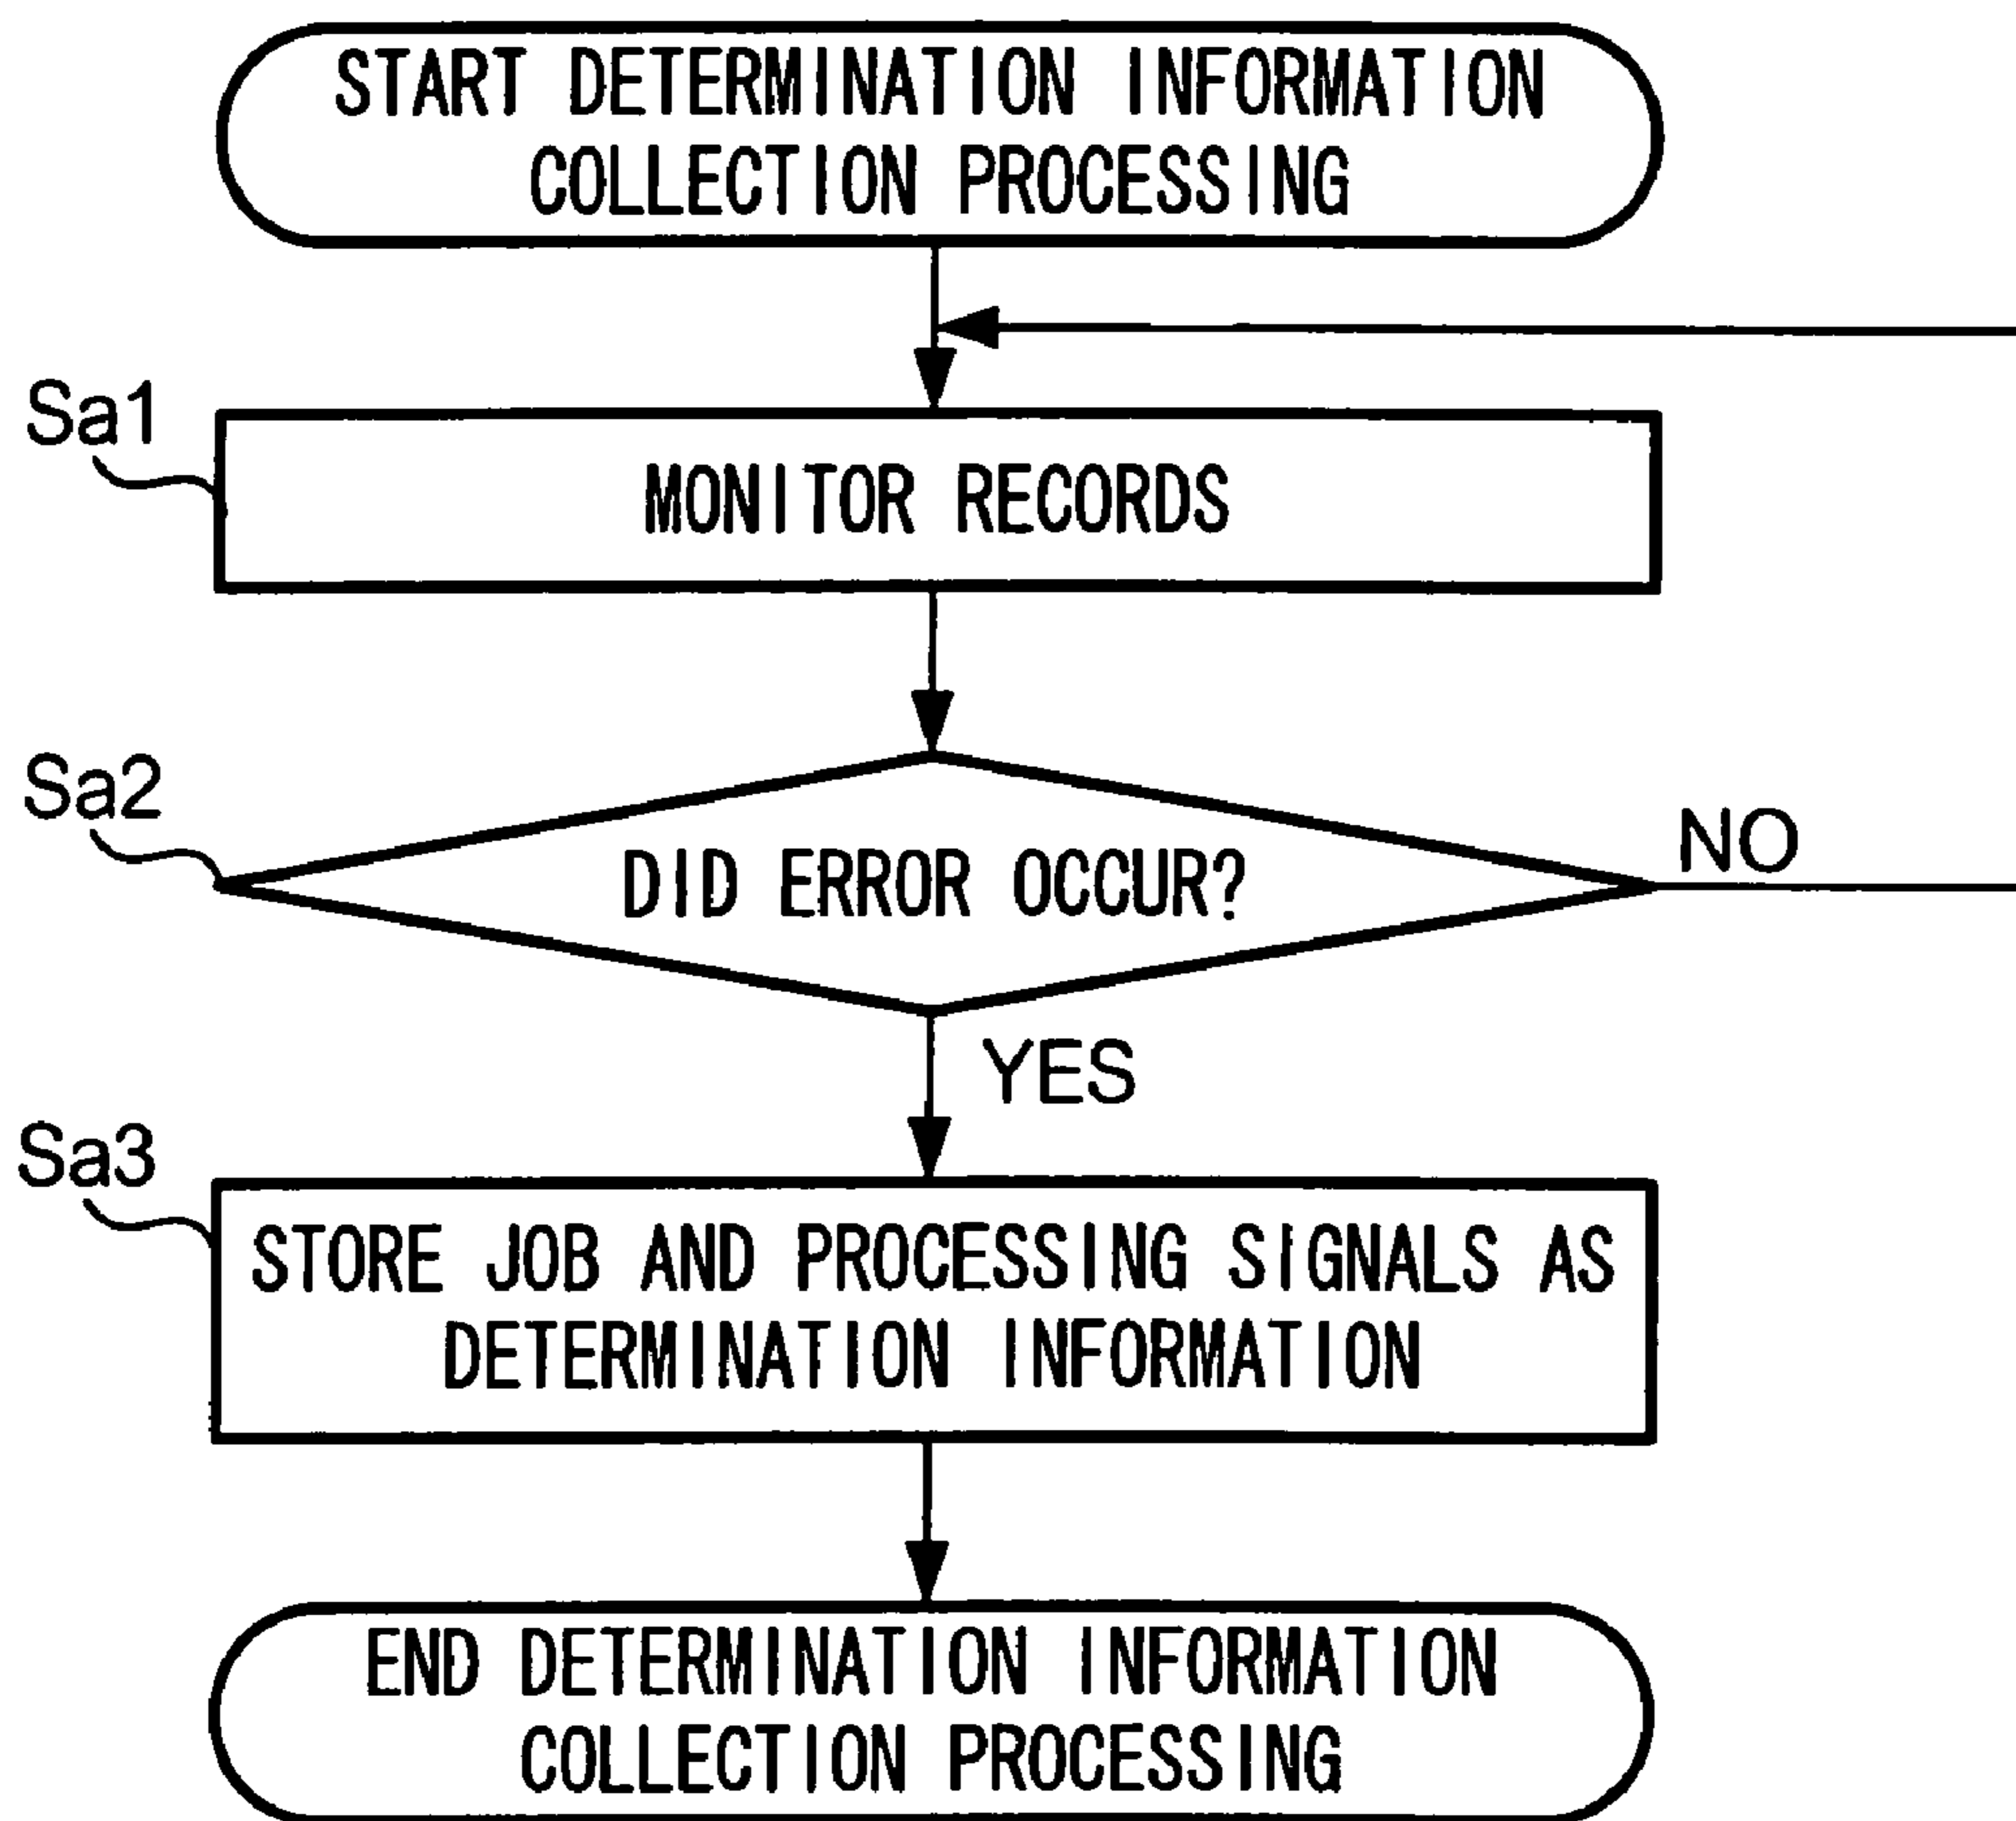 START DETERMINATION INFORMATION
COLLECTION PROCESSING
Sa1
MONITOR RECORDS
Sa2
DID ERROR OCCUR?
NO
YES
Sa3
STORE JOB AND PROCESSING SIGNALS AS
DETERMINATION INFORMATION
END DETERMINATION INFORMATION
COLLECTION PROCESSING